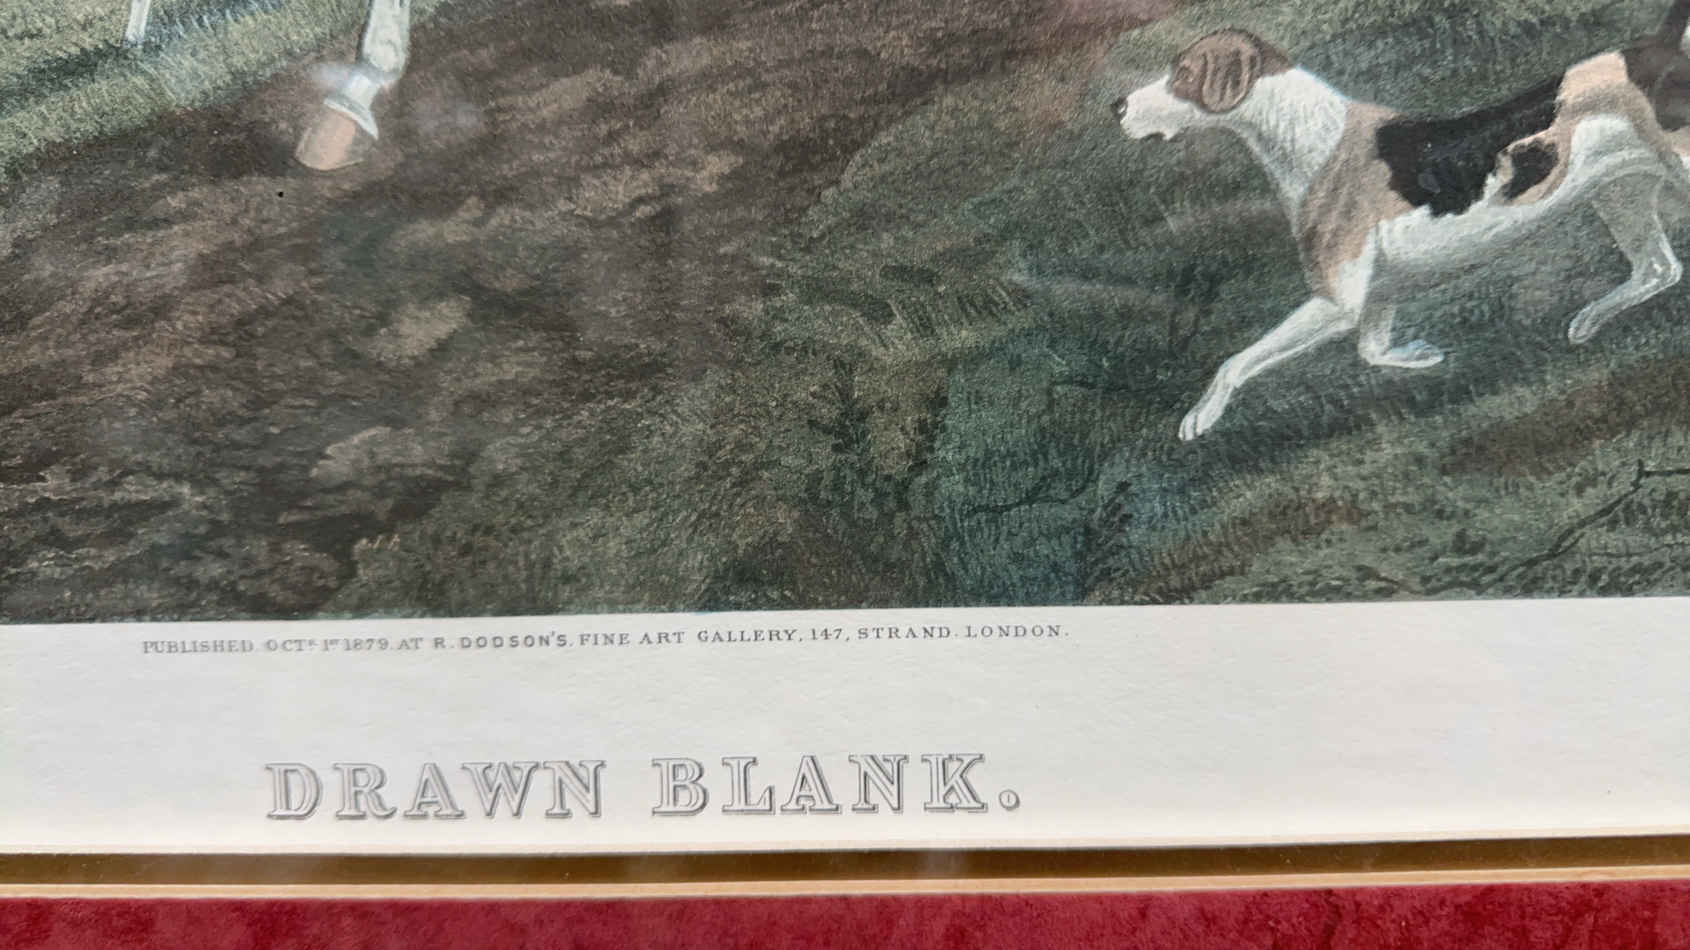 PUBLISHED. OCTR. 1ST 1879. AT R. DODSON'S. FINE ART GALLERY, 147, STRAND. LONDON.
DRAWN BLANK.